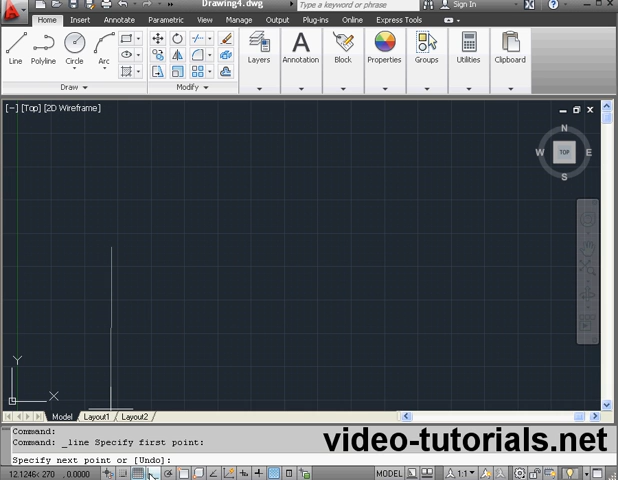 Drawing4.dwg
Type a keyword or phrase
Sign In
Home Insert Annotate Parametric View Manage Output Plug-ins Online Express Tools
Line Polyline Circle Arc
Layers Annotation Block Properties Groups Utilities Clipboard
Draw Modify
[−] [Top] [2D Wireframe]
N
W TOP E
S
Y
X
Model Layout1 Layout2
Command:
Command: _line Specify first point:
Specify next point or [Undo]:
video-tutorials.net
12.1246< 270 , 0.0000
MODEL 1:1